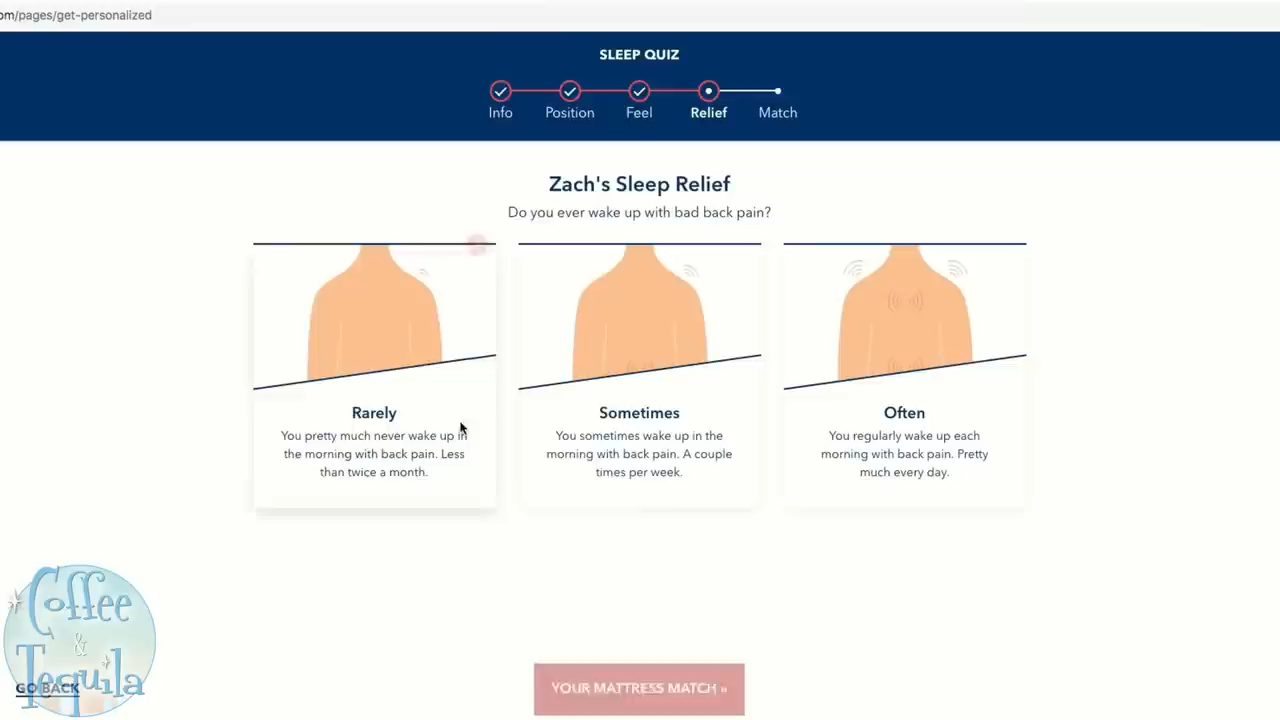 om/pages/get-personalized
SLEEP QUIZ
Info
Position
Feel
Relief
Match
Zach's Sleep Relief
Do you ever wake up with bad back pain?
Rarely
You pretty much never wake up in
the morning with back pain. Less
than twice a month.
Sometimes
You sometimes wake up in the
morning with back pain. A couple
times per week.
Often
You regularly wake up each
morning with back pain. Pretty
much every day.
Coffee
&
Tequila
GO BACK
YOUR MATTRESS MATCH »